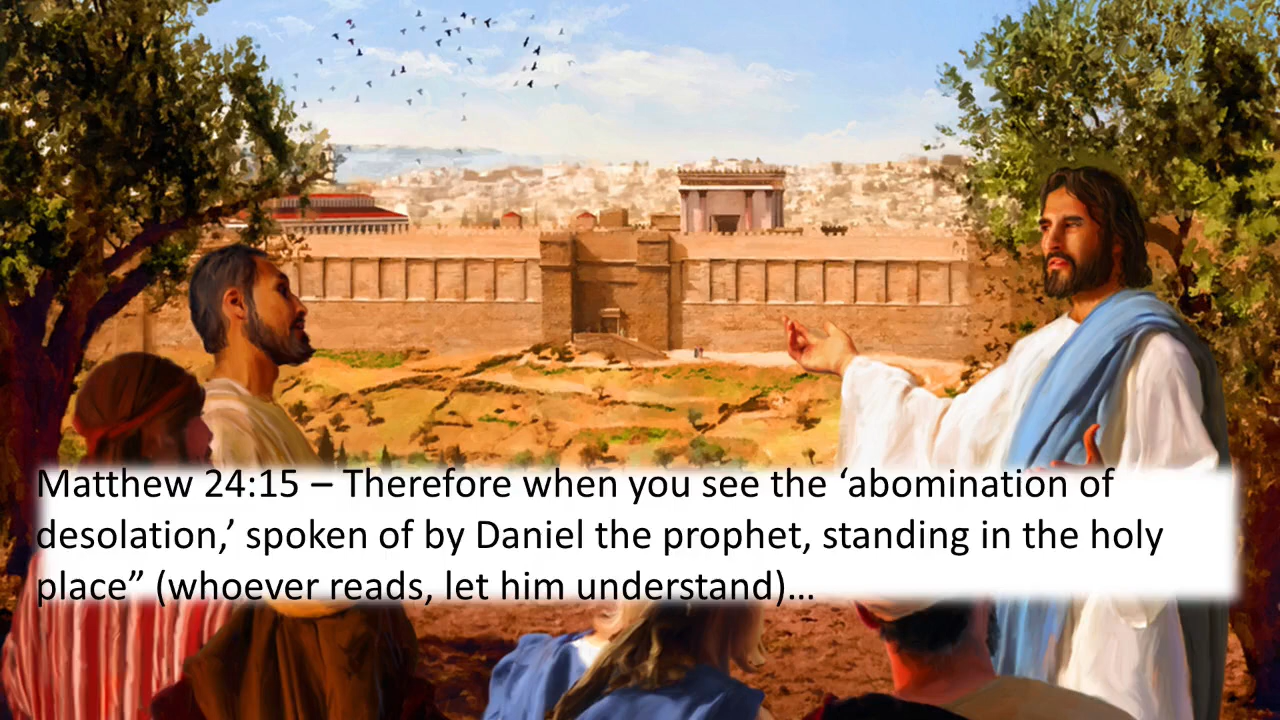 Matthew 24:15 – Therefore when you see the ‘abomination of
desolation,’ spoken of by Daniel the prophet, standing in the holy
place” (whoever reads, let him understand)…